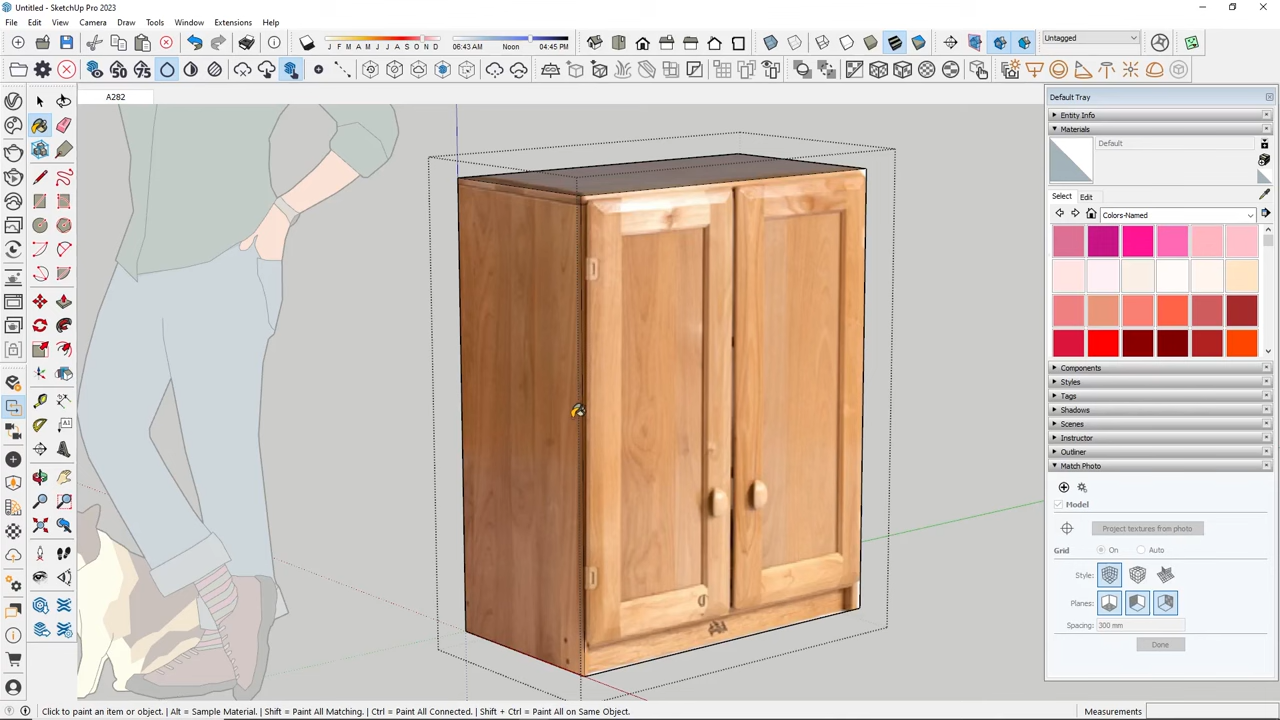 Untitled - SketchUp Pro 2023
File Edit View Camera Draw Tools Window Extensions Help
J F M A M J J A S O N D 06:43 AM Noon 04:45 PM
Untagged
50 75
A282
Default Tray
Entity Info
Materials
Default
Select Edit
Colors-Named
Components
Styles
Tags
Shadows
Scenes
Instructor
Outliner
Match Photo
Model
Project textures from photo
Grid On Auto
Style:
Planes:
Spacing: 300 mm
Done
Click to paint an item or object. | Alt = Sample Material. | Shift = Paint All Matching. | Ctrl = Paint All Connected. | Shift + Ctrl = Paint All on Same Object. Measurements